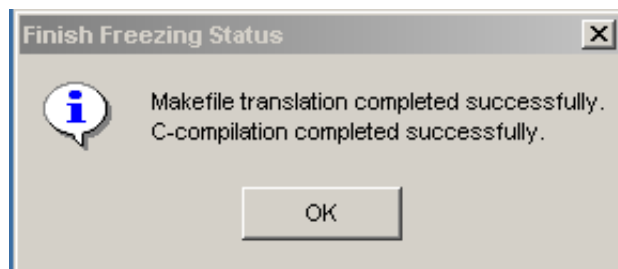 Finish Freezing Status
Makefile translation completed successfully.
C-compilation completed successfully.
OK